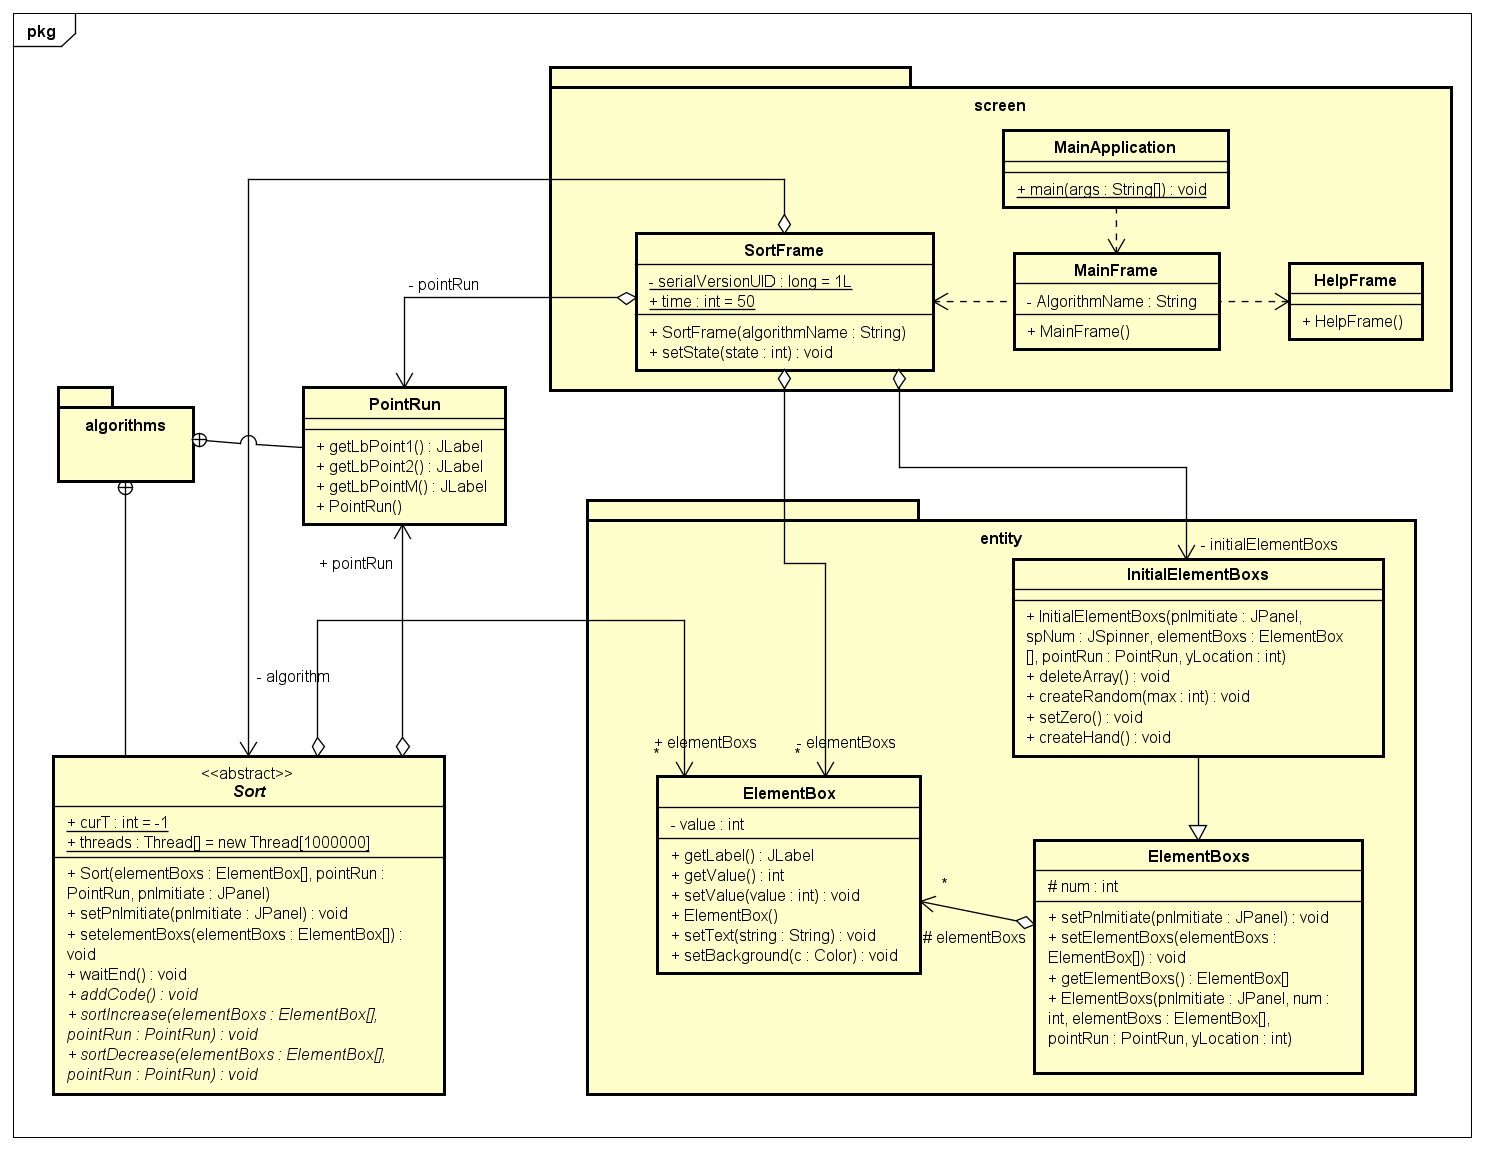 pkg
screen
MainApplication
+ main(args : String[]) : void
SortFrame
- serialVersionUID : long = 1L
+ time : int = 50
+ SortFrame(algorithmName : String)
+ setState(state : int) : void
MainFrame
- AlgorithmName : String
+ MainFrame()
HelpFrame
+ HelpFrame()
- pointRun
algorithms
PointRun
+ getLbPoint1() : JLabel
+ getLbPoint2() : JLabel
+ getLbPointM() : JLabel
+ PointRun()
+ pointRun
- algorithm
entity
- initialElementBoxs
InitialElementBoxs
+ InitialElementBoxs(pnImitiate : JPanel,
spNum : JSpinner, elementBoxs : ElementBox
[], pointRun : PointRun, yLocation : int)
+ deleteArray() : void
+ createRandom(max : int) : void
+ setZero() : void
+ createHand() : void
+ elementBoxs
*
- elementBoxs
*
<<abstract>>
Sort
+ curT : int = -1
+ threads : Thread[] = new Thread[1000000]
+ Sort(elementBoxs : ElementBox[], pointRun :
PointRun, pnImitiate : JPanel)
+ setPnImitiate(pnImitiate : JPanel) : void
+ setelementBoxs(elementBoxs : ElementBox[]) :
void
+ waitEnd() : void
+ addCode() : void
+ sortIncrease(elementBoxs : ElementBox[],
pointRun : PointRun) : void
+ sortDecrease(elementBoxs : ElementBox[],
pointRun : PointRun) : void
ElementBox
- value : int
+ getLabel() : JLabel
+ getValue() : int
+ setValue(value : int) : void
+ ElementBox()
+ setText(string : String) : void
+ setBackground(c : Color) : void
*
# elementBoxs
ElementBoxs
# num : int
+ setPnImitiate(pnImitiate : JPanel) : void
+ setElementBoxs(elementBoxs :
ElementBox[]) : void
+ getElementBoxs() : ElementBox[]
+ ElementBoxs(pnImitiate : JPanel, num :
int, elementBoxs : ElementBox[],
pointRun : PointRun, yLocation : int)